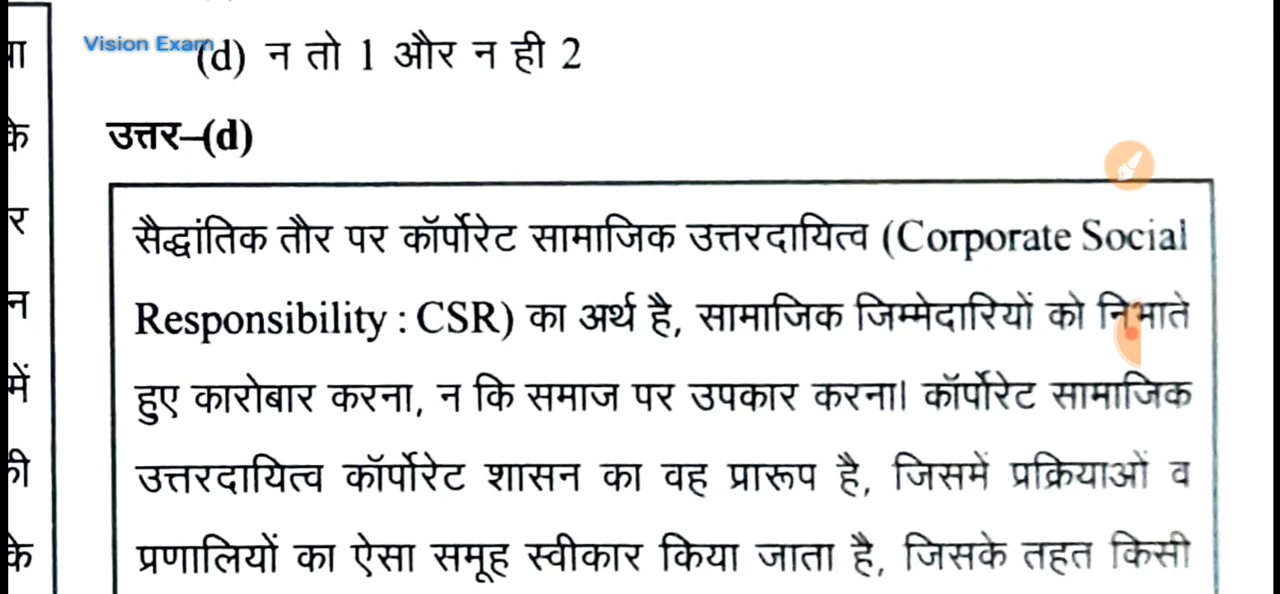 Vision Exam
(d) न तो 1 और न ही 2
उत्तर–(d)
सैद्धांतिक तौर पर कॉर्पोरेट सामाजिक उत्तरदायित्व (Corporate Social
Responsibility : CSR) का अर्थ है, सामाजिक जिम्मेदारियों को निभाते
हुए कारोबार करना, न कि समाज पर उपकार करना। कॉर्पोरेट सामाजिक
उत्तरदायित्व कॉर्पोरेट शासन का वह प्रारूप है, जिसमें प्रक्रियाओं व
प्रणालियों का ऐसा समूह स्वीकार किया जाता है, जिसके तहत किसी
के
र
न
में
की
के